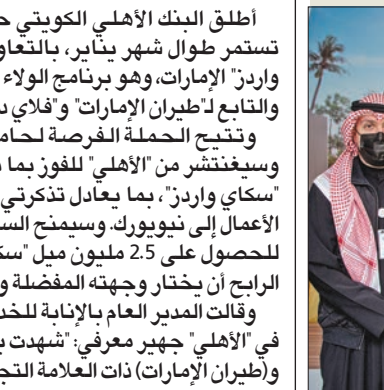 أطلق البنك الأهلي الكويتي
تستمر طوال شهر يناير، بالتعاو
واردز" الإمارات، وهو برنامج الولاء
والتابع لـ"طيران الإمارات" و"فلاي
وتتيح الحملة الفرصة لحام
وسيغنتشر من "الأهلي" للفوز بما
"سكاي واردز"، بما يعادل تذكرتي
الأعمال إلى نيويورك. وسيمنح الس
للحصول على 2.5 مليون ميل "سك
الرابح أن يختار وجهته المفضلة و
وقالت المدير العام بالإنابة للخد
في "الأهلي" جهير معرفي: "شهدت ب
و(طيران الإمارات) ذات العلامة التج